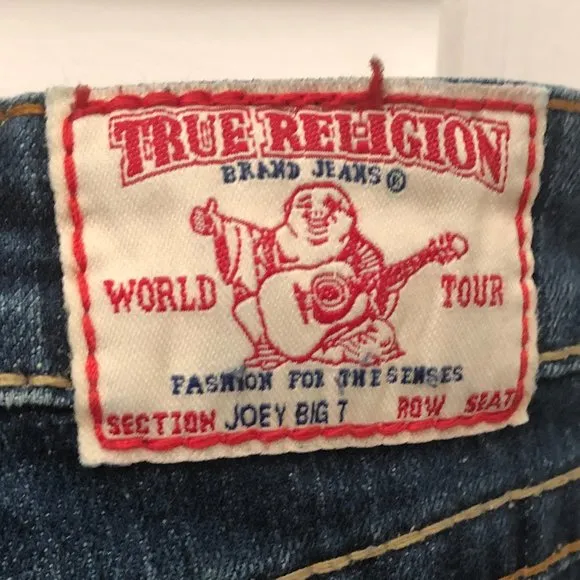 TRUE RELIGION
BRAND JEANS ®
WORLD TOUR
FASHION FOR THE SENSES
SECTION JOEY BIG T ROW SEAT